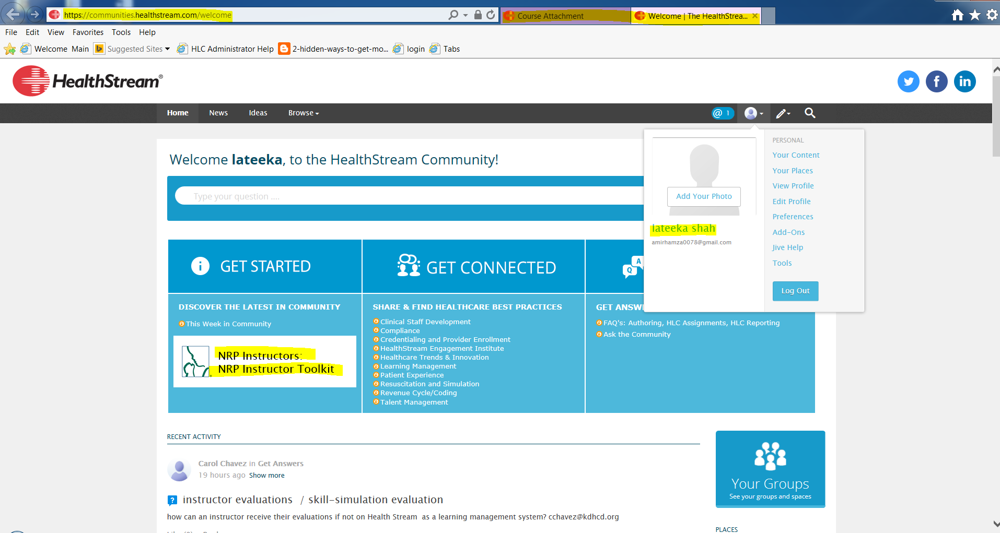 https://communities.healthstream.com/welcome
Course Attachment
Welcome | The HealthStrea...
File Edit View Favorites Tools Help
Welcome Main Suggested Sites HLC Administrator Help 2-hidden-ways-to-get-mo... login Tabs
HealthStream®
Home News Ideas Browse
@ 1
Welcome lateeka, to the HealthStream Community!
Type your question ....
Add Your Photo
lateeka shah
amirhamza0078@gmail.com
PERSONAL
Your Content
Your Places
View Profile
Edit Profile
Preferences
Add-Ons
Jive Help
Tools
Log Out
GET STARTED
DISCOVER THE LATEST IN COMMUNITY
This Week in Community
NRP Instructors:
NRP Instructor Toolkit
GET CONNECTED
SHARE & FIND HEALTHCARE BEST PRACTICES
Clinical Staff Development
Compliance
Credentialing and Provider Enrollment
HealthStream Engagement Institute
Healthcare Trends & Innovation
Learning Management
Patient Experience
Resuscitation and Simulation
Revenue Cycle/Coding
Talent Management
Q A
GET ANSW
FAQ's: Authoring, HLC Assignments, HLC Reporting
Ask the Community
RECENT ACTIVITY
Carol Chavez in Get Answers
19 hours ago Show more
instructor evaluations / skill-simulation evaluation
how can an instructor receive their evaluations if not on Health Stream as a learning management system? cchavez@kdhcd.org
Your Groups
See your groups and spaces
PLACES